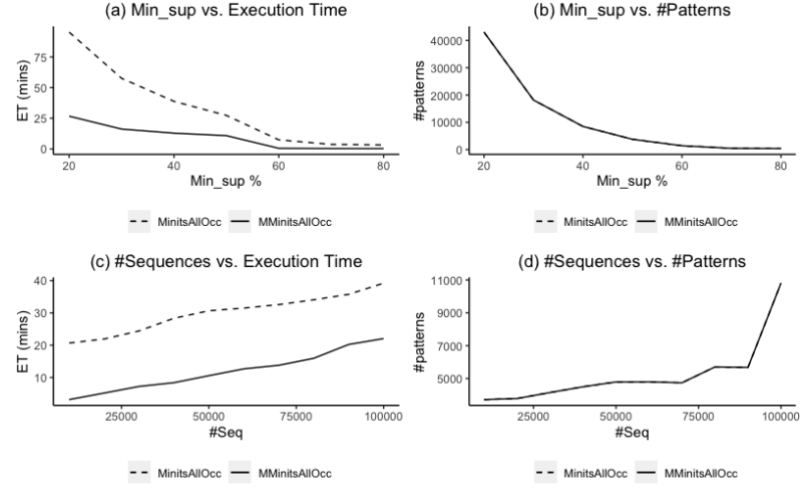 (a) Min_sup vs. Execution Time
ET (mins)
75
50
25
0
20 40 60 80
Min_sup %
MinitsAllOcc MMinitsAllOcc
(b) Min_sup vs. #Patterns
#patterns
40000
30000
20000
10000
0
20 40 60 80
Min_sup %
MinitsAllOcc MMinitsAllOcc
(c) #Sequences vs. Execution Time
ET (mins)
40
30
20
10
25000 50000 75000 100000
#Seq
MinitsAllOcc MMinitsAllOcc
(d) #Sequences vs. #Patterns
#patterns
11000
9000
7000
5000
25000 50000 75000 100000
#Seq
MinitsAllOcc MMinitsAllOcc